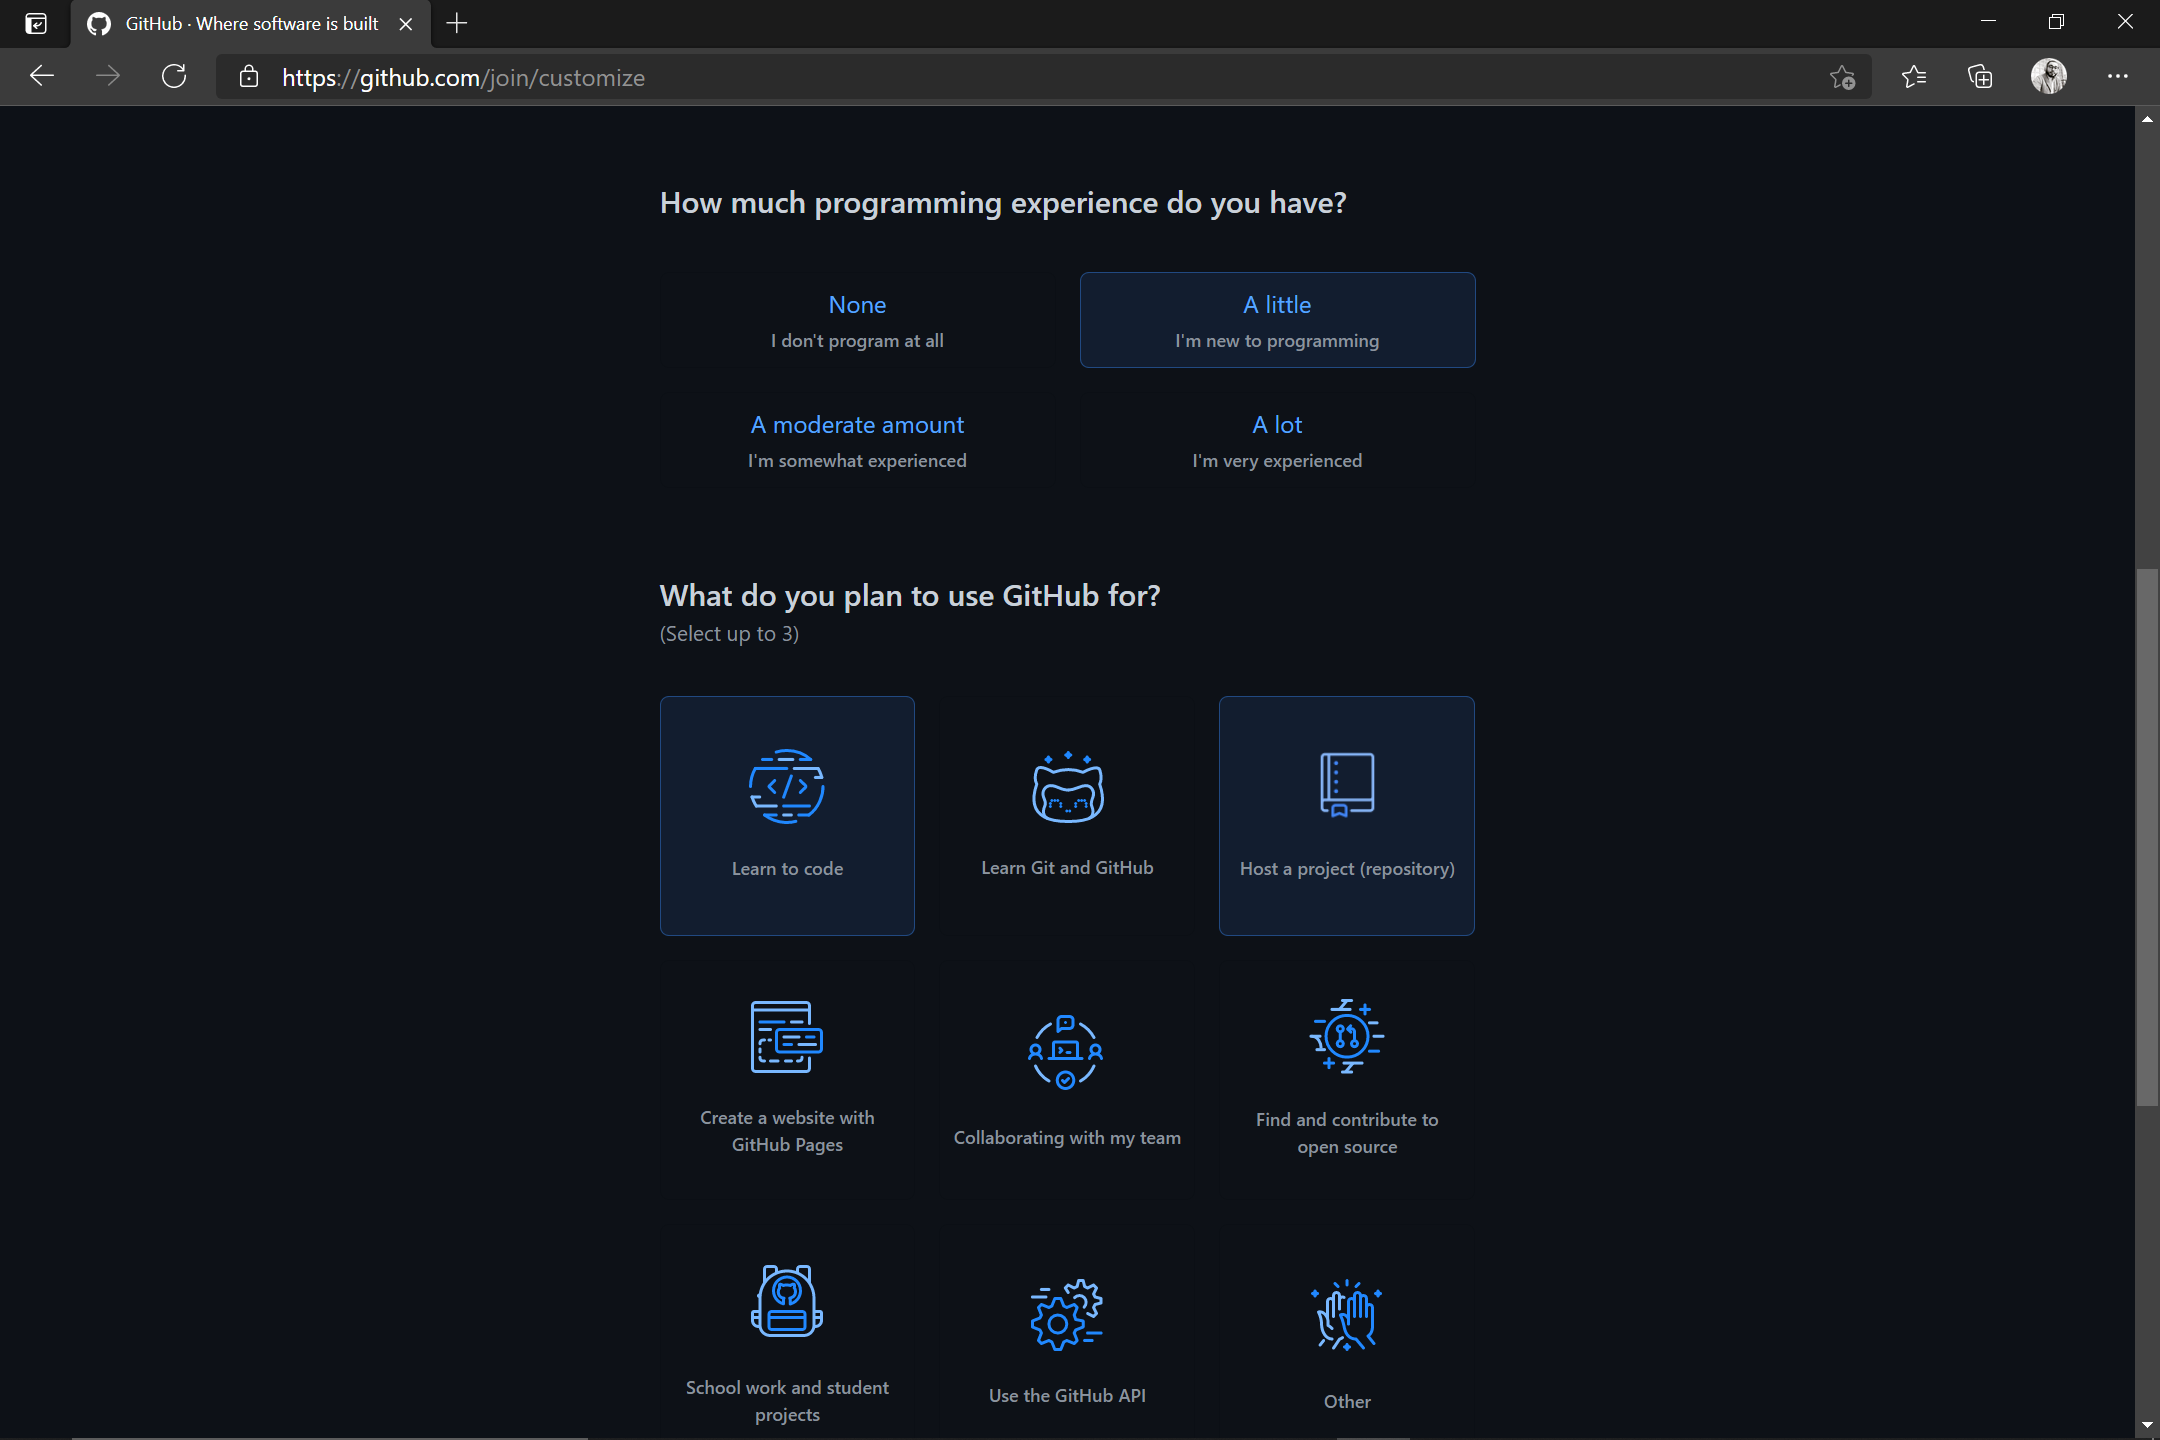 GitHub · Where software is built
https://github.com/join/customize
How much programming experience do you have?
None
I don't program at all
A little
I'm new to programming
A moderate amount
I'm somewhat experienced
A lot
I'm very experienced
What do you plan to use GitHub for?
(Select up to 3)
Learn to code
Learn Git and GitHub
Host a project (repository)
Create a website with
GitHub Pages
Collaborating with my team
Find and contribute to
open source
School work and student
projects
Use the GitHub API
Other